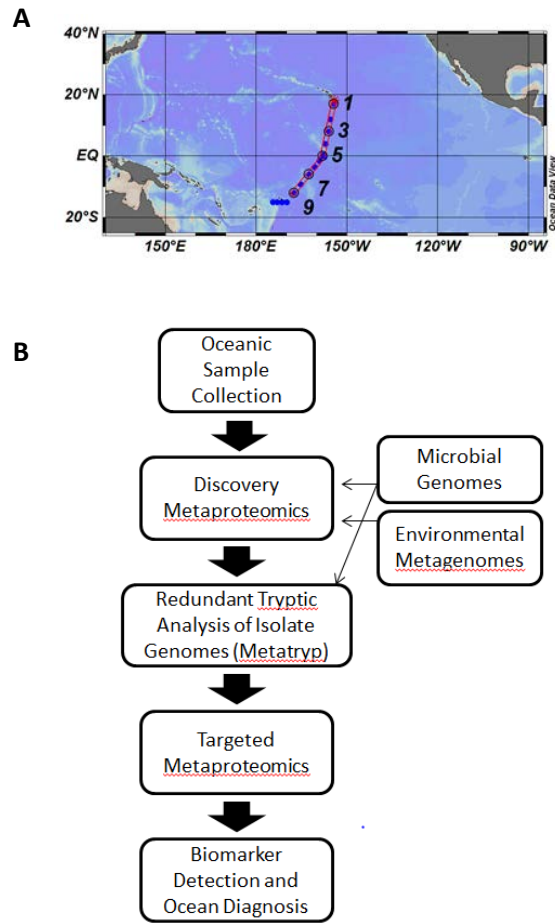 A
40°N
20°N
EQ
20°S
1
3
5
7
9
150°E
180°E
150°W
120°W
90°W
Ocean Data View
B
Oceanic
Sample
Collection
Discovery
Metaproteomics
Microbial
Genomes
Environmental
Metagenomes
Redundant Tryptic
Analysis of Isolate
Genomes (Metatryp)
Targeted
Metaproteomics
Biomarker
Detection and
Ocean Diagnosis